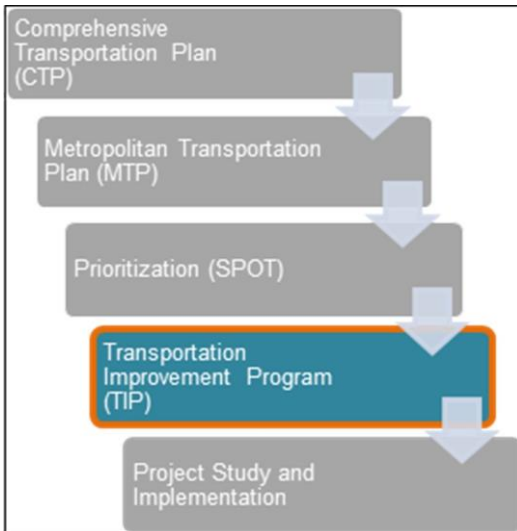 Comprehensive
Transportation Plan
(CTP)
Metropolitan Transportation
Plan (MTP)
Prioritization (SPOT)
Transportation
Improvement Program
(TIP)
Project Study and
Implementation